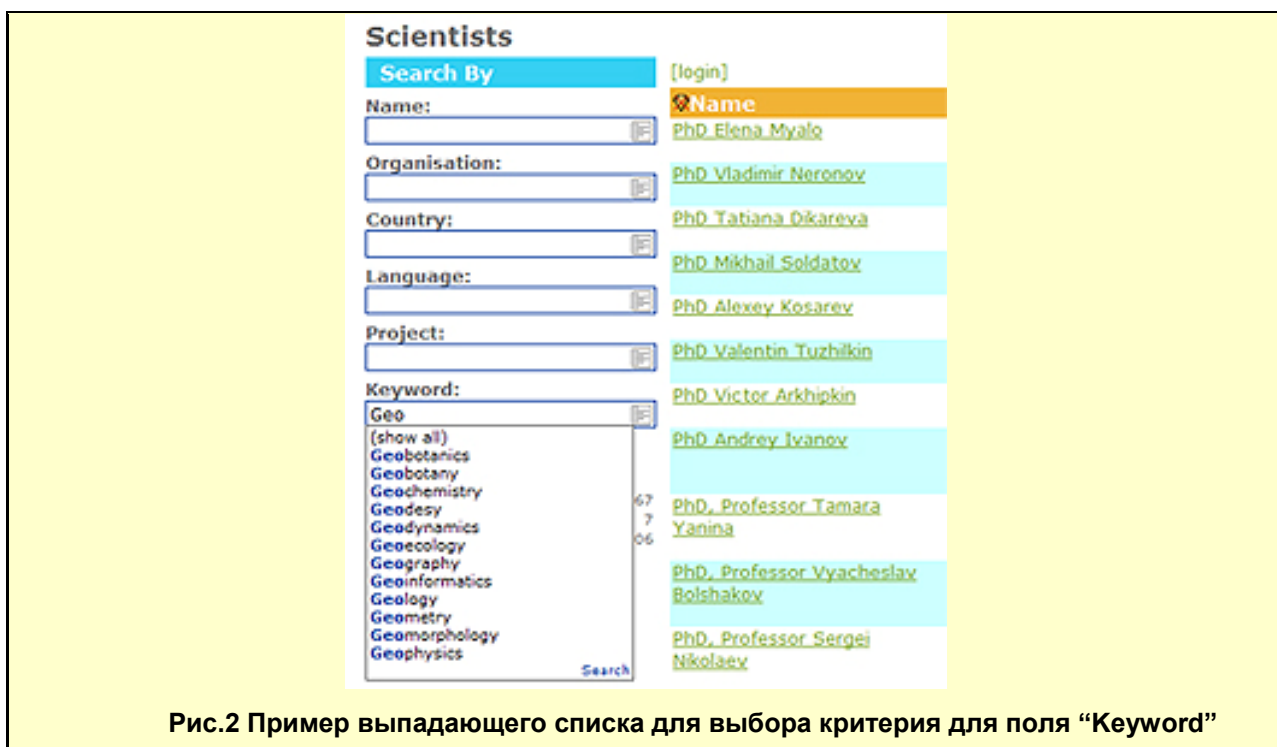 Scientists
Search By
Name:
Organisation:
Country:
Language:
Project:
Keyword:
Geo
(show all)
Geobotanics
Geobotany
Geochemistry
Geodesy
Geodynamics
Geoecology
Geography
Geoinformatics
Geology
Geometry
Geomorphology
Geophysics
Search
67
7
06
[login]
Name
PhD Elena Myalo
PhD Vladimir Neronov
PhD Tatiana Dikareva
PhD Mikhail Soldatov
PhD Alexey Kosarev
PhD Valentin Tuzhilkin
PhD Victor Arkhipkin
PhD Andrey Ivanov
PhD, Professor Tamara
Yanina
PhD, Professor Vyacheslav
Bolshakov
PhD, Professor Sergei
Nikolaev
Рис.2 Пример выпадающего списка для выбора критерия для поля “Keyword”